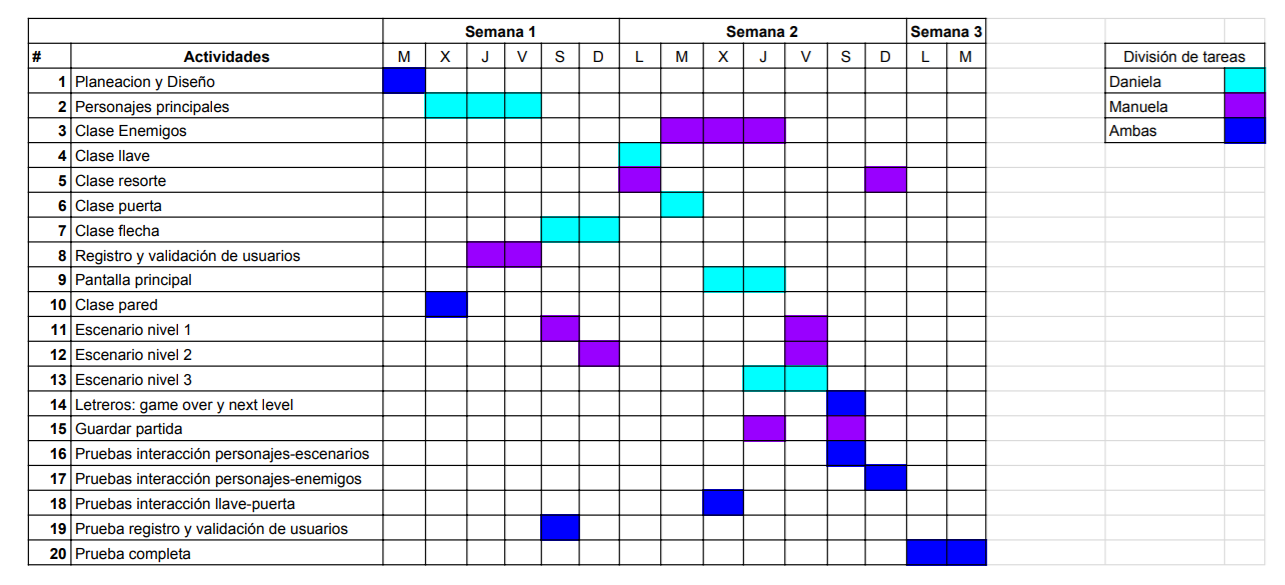 Semana 1 Semana 2 Semana 3
# Actividades M X J V S D L M X J V S D L M
División de tareas
1 Planeacion y Diseño
Daniela
2 Personajes principales
Manuela
3 Clase Enemigos
Ambas
4 Clase llave
5 Clase resorte
6 Clase puerta
7 Clase flecha
8 Registro y validación de usuarios
9 Pantalla principal
10 Clase pared
11 Escenario nivel 1
12 Escenario nivel 2
13 Escenario nivel 3
14 Letreros: game over y next level
15 Guardar partida
16 Pruebas interacción personajes-escenarios
17 Pruebas interacción personajes-enemigos
18 Pruebas interacción llave-puerta
19 Prueba registro y validación de usuarios
20 Prueba completa